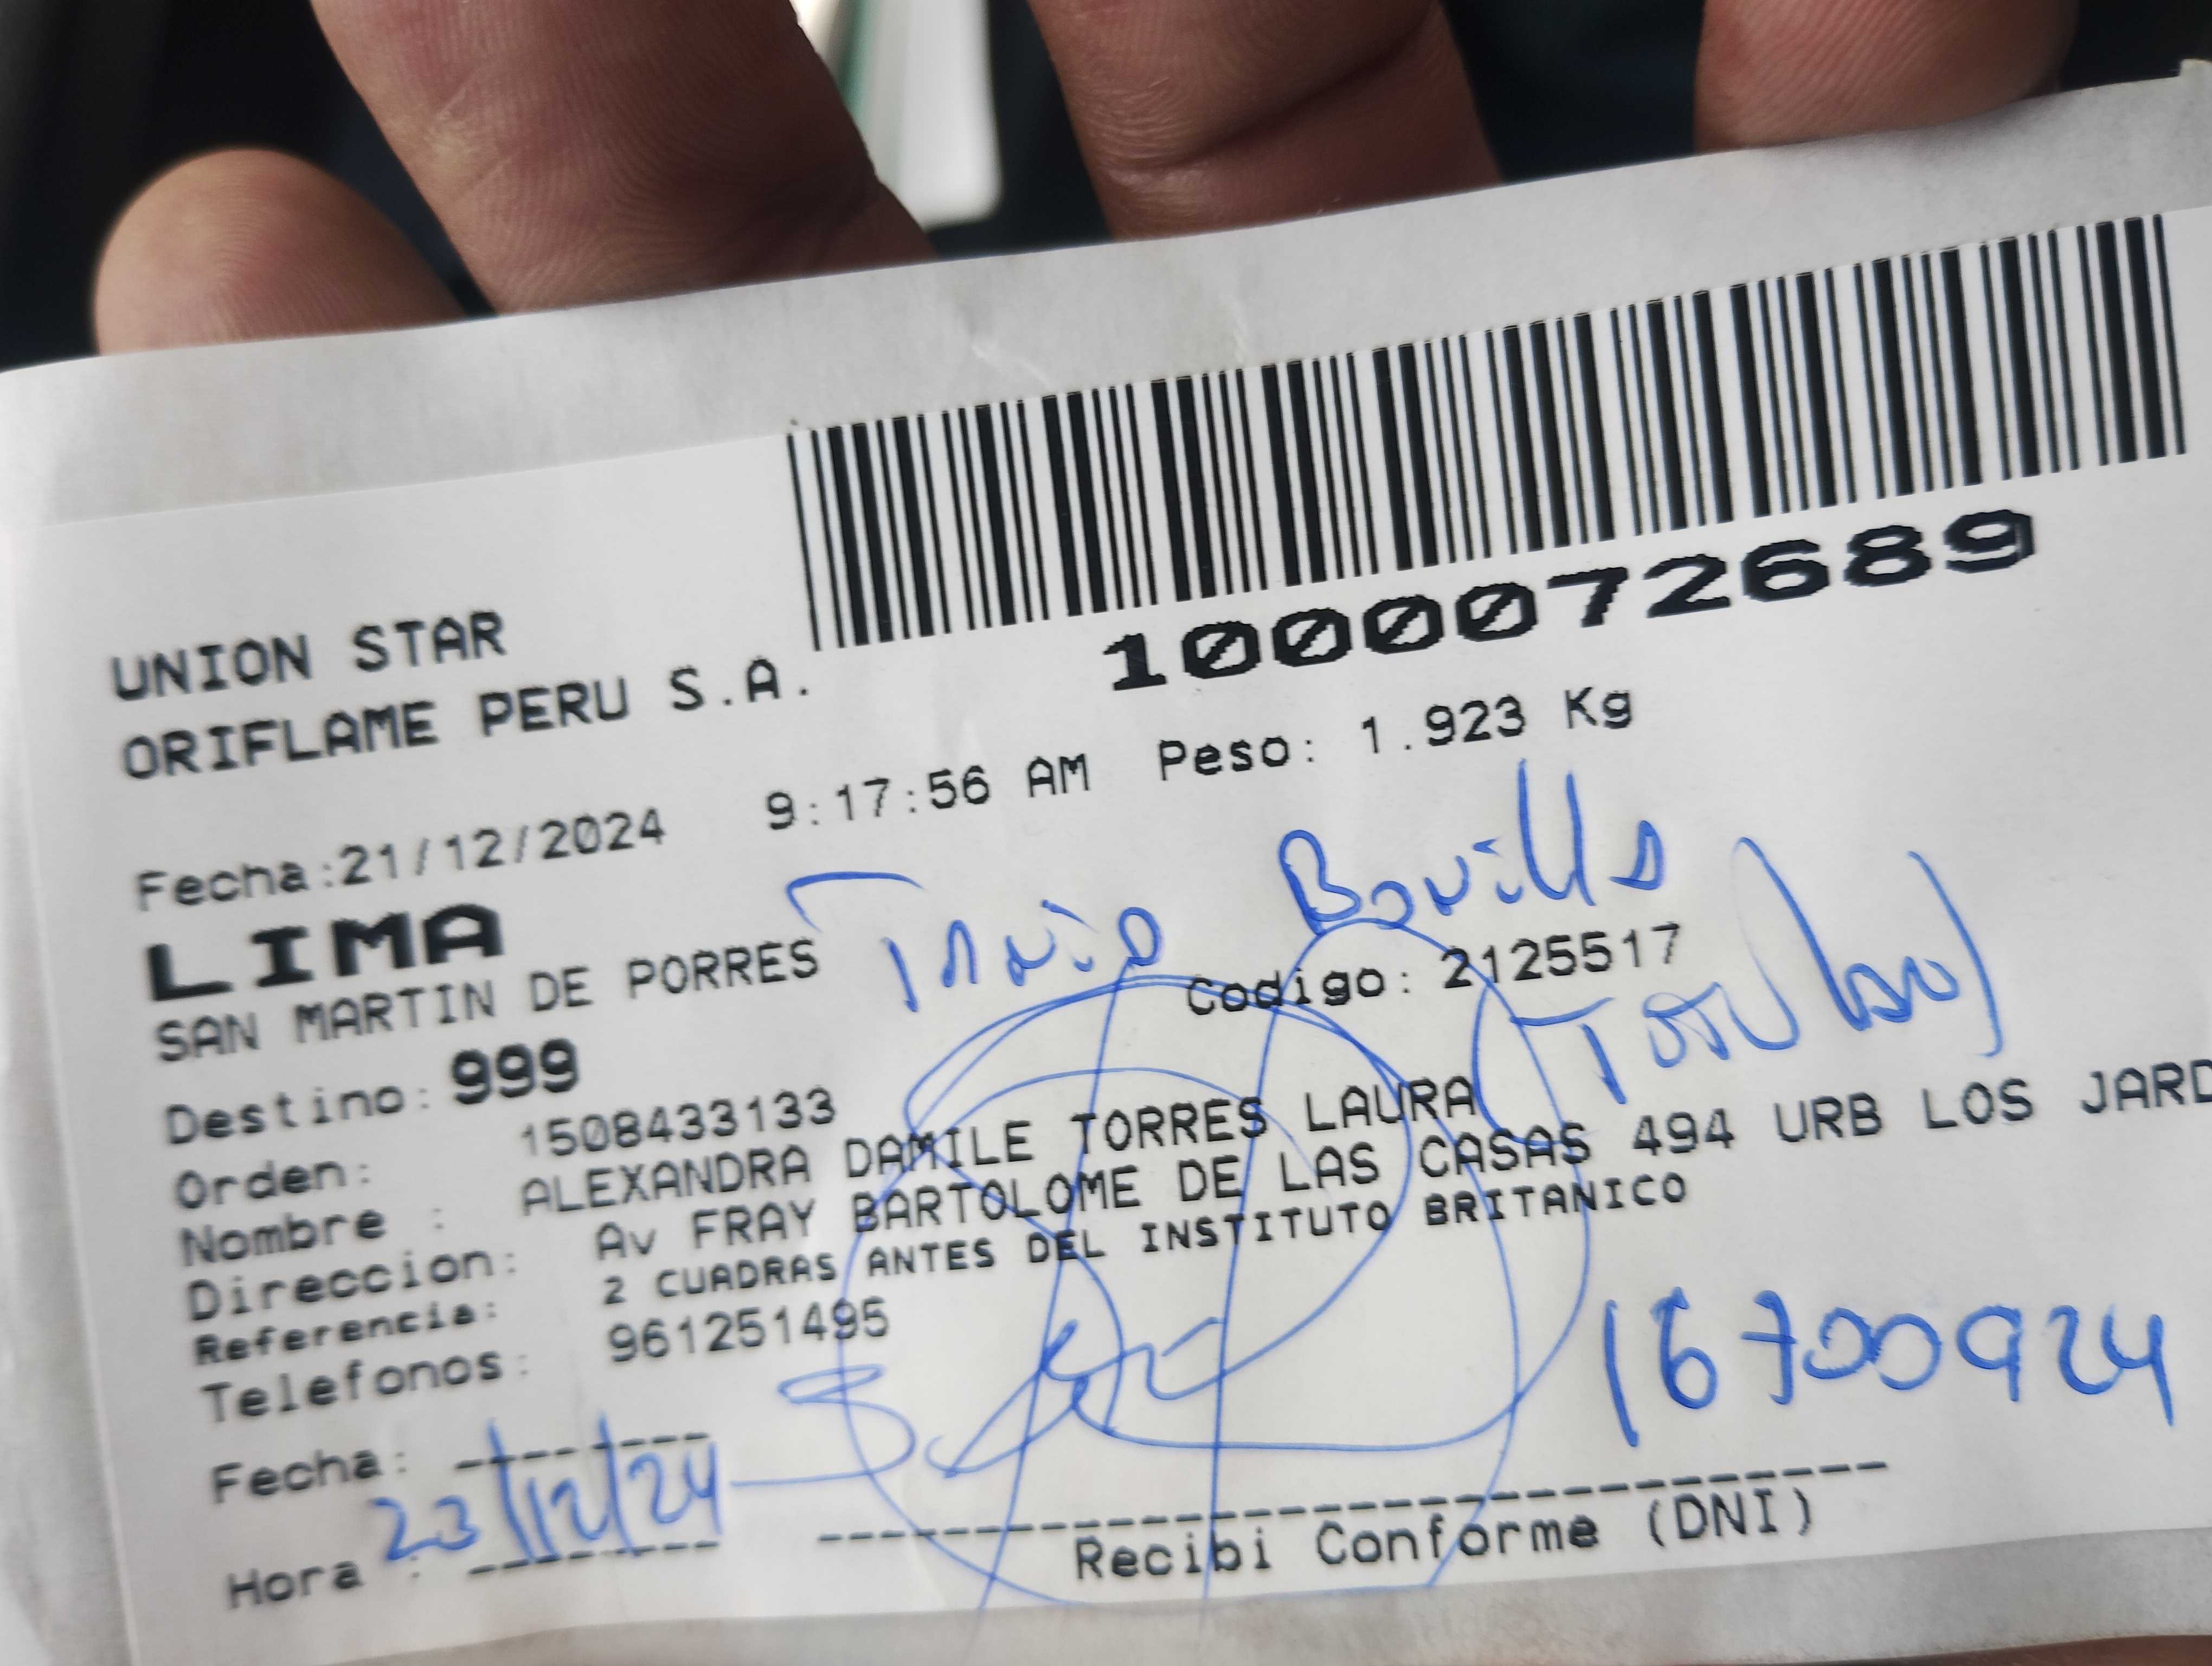 1000072689
UNION STAR
ORIFLAME PERU S.A.
Fecha:21/12/2024 9:17:56 AM Peso: 1.923 Kg
LIMA
SAN MARTIN DE PORRES
Codigo: 2125517
Destino: 999
Orden: 1508433133
Nombre : ALEXANDRA DAMILE TORRES LAURA
Direccion: Av FRAY BARTOLOME DE LAS CASAS 494 URB LOS JARD
Referencia: 2 CUADRAS ANTES DEL INSTITUTO BRITANICO
Telefonos: 961251495
16700924
Fecha:
23/12/24
Hora :
Recibi Conforme (DNI)